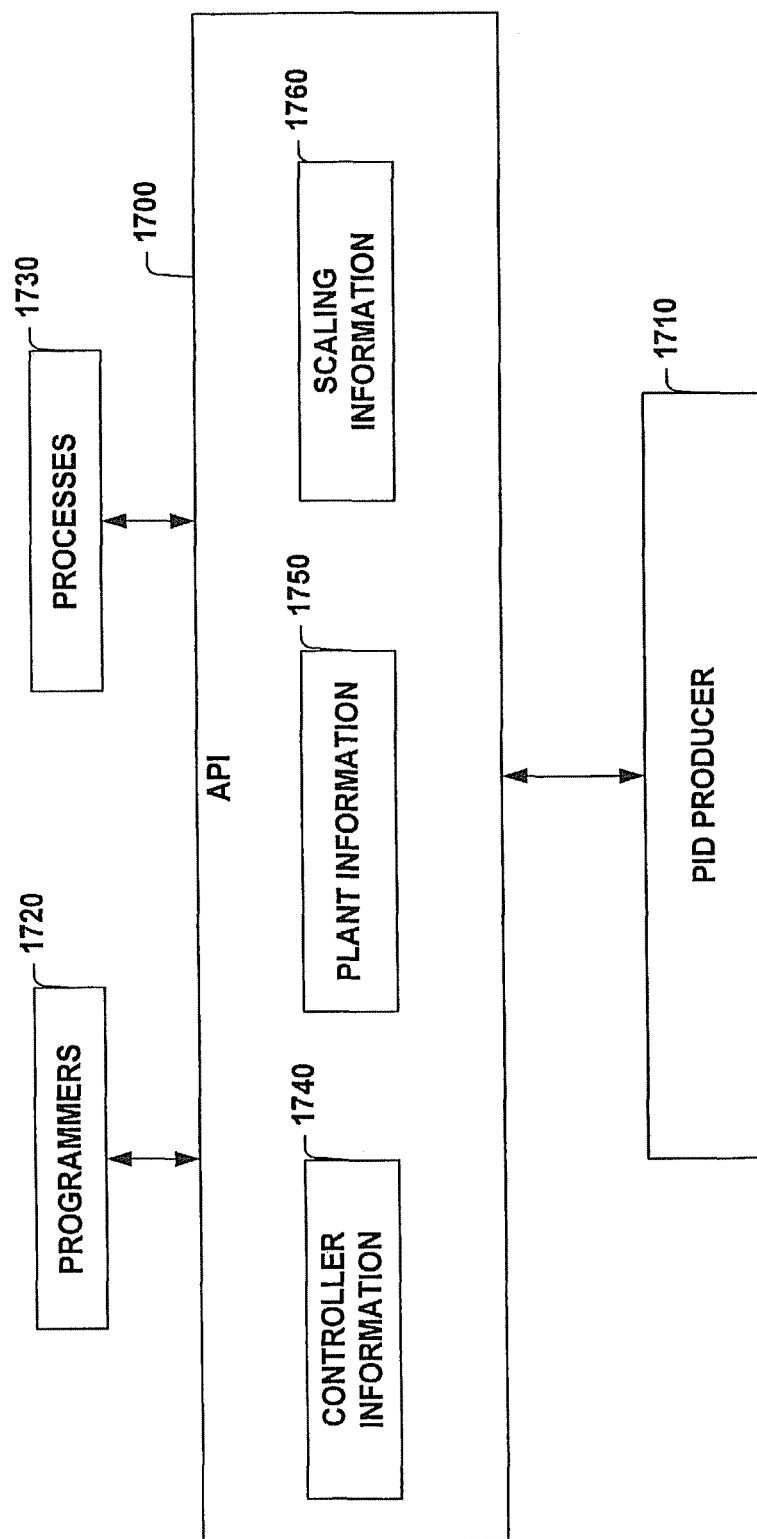 PROGRAMMERS
1720
PROCESSES
1730
1700
API
CONTROLLER
INFORMATION
1740
PLANT INFORMATION
1750
SCALING
INFORMATION
1760
PID PRODUCER
1710